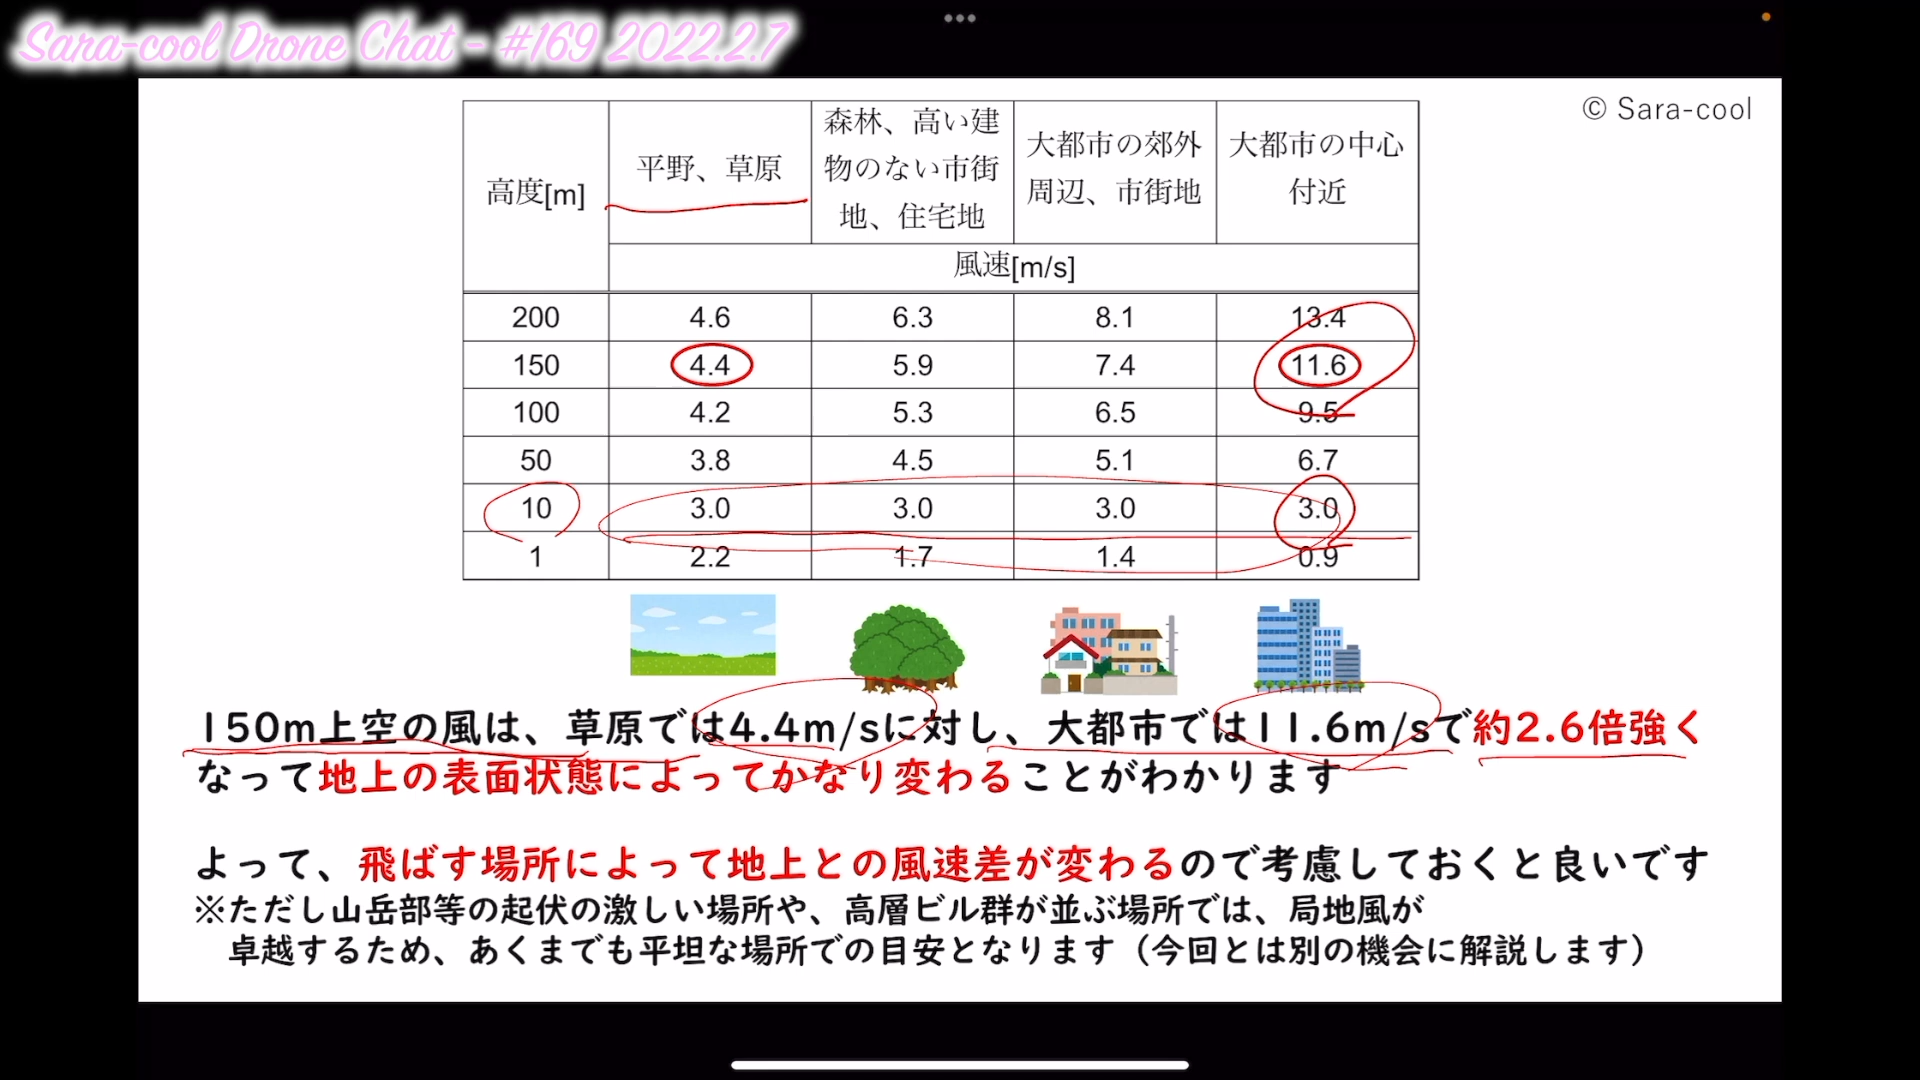 Sara-cool Drone Chat - #169 2022.2.7
© Sara-cool
高度[m]
平野、草原
森林、高い建
物のない市街
地、住宅地
大都市の郊外
周辺、市街地
大都市の中心
付近
風速[m/s]
200 4.6 6.3 8.1 13.4
150 4.4 5.9 7.4 11.6
100 4.2 5.3 6.5 9.5
50 3.8 4.5 5.1 6.7
10 3.0 3.0 3.0 3.0
1 2.2 1.7 1.4 0.9
150m上空の風は、草原では4.4m/sに対し、大都市では11.6m/sで約2.6倍強く
なって地上の表面状態によってかなり変わることがわかります
よって、飛ばす場所によって地上との風速差が変わるので考慮しておくと良いです
※ただし山岳部等の起伏の激しい場所や、高層ビル群が並ぶ場所では、局地風が
卓越するため、あくまでも平坦な場所での目安となります（今回とは別の機会に解説します）